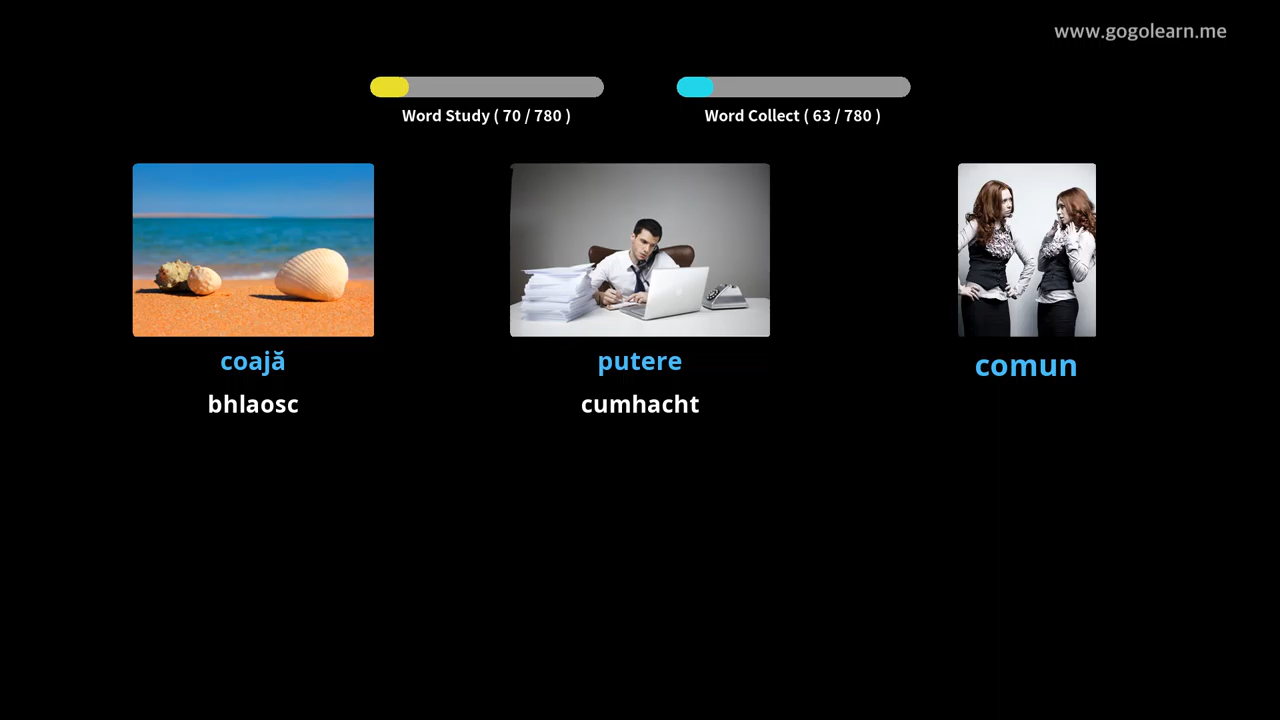 www.gogolearn.me
Word Study ( 70 / 780 )
Word Collect ( 63 / 780 )
coajă
putere
comun
bhlaosc
cumhacht